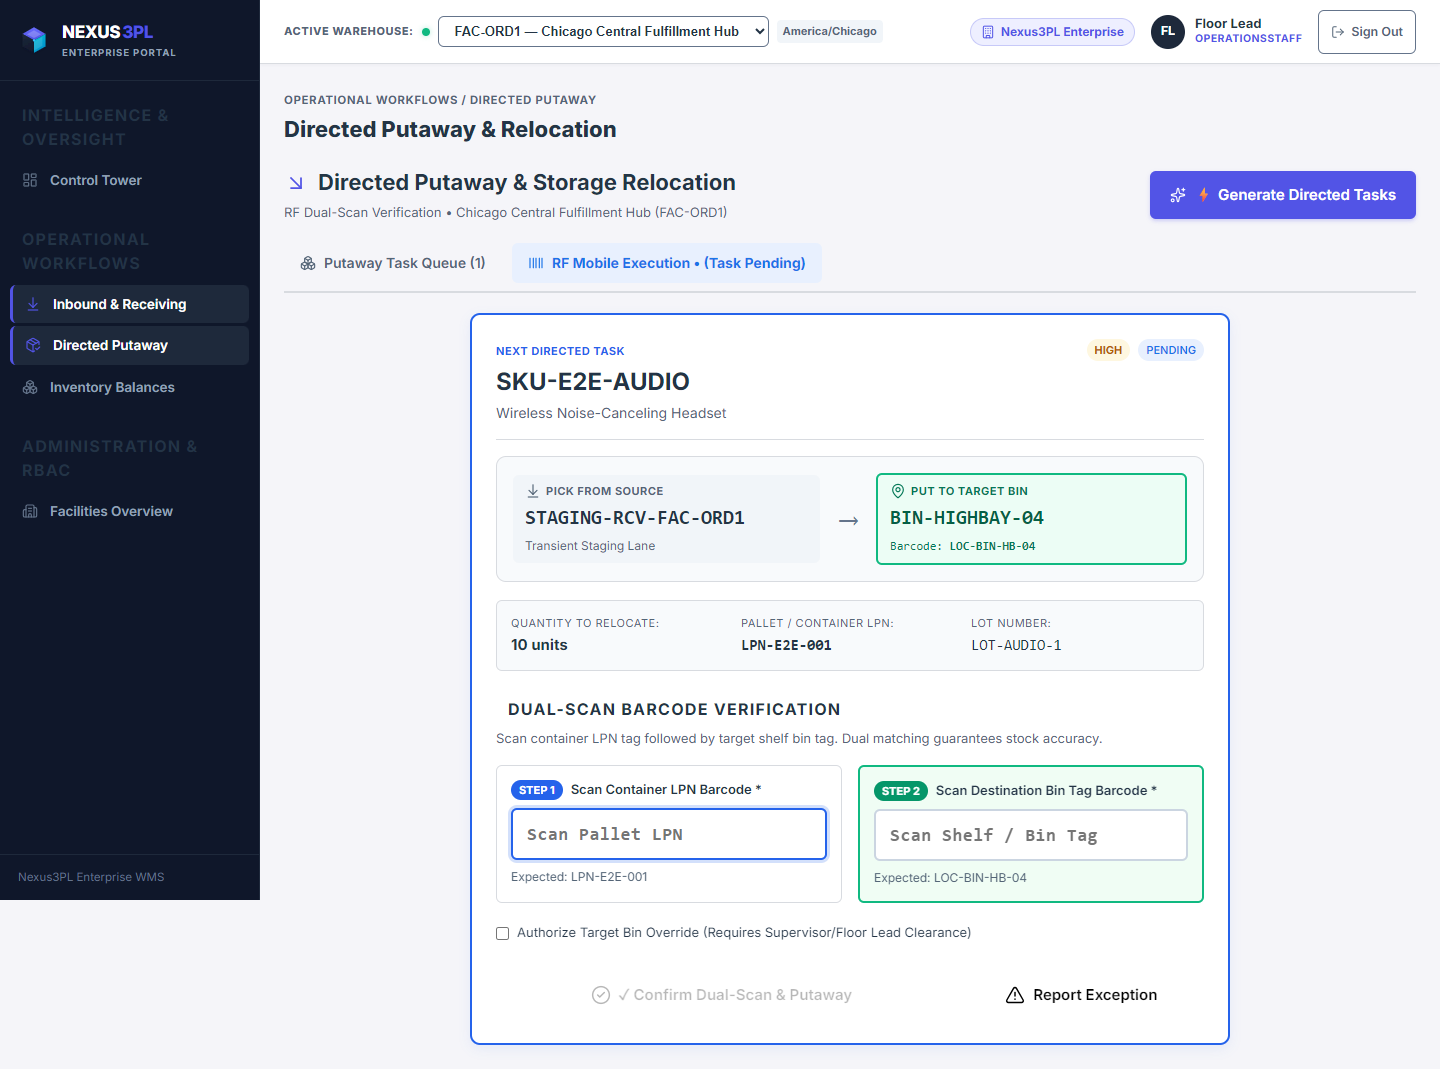 NEXUS3PL
ENTERPRISE PORTAL
INTELLIGENCE &
OVERSIGHT
Control Tower
OPERATIONAL
WORKFLOWS
Inbound & Receiving
Directed Putaway
Inventory Balances
ADMINISTRATION &
RBAC
Facilities Overview
Nexus3PL Enterprise WMS
ACTIVE WAREHOUSE: FAC-ORD1 — Chicago Central Fulfillment Hub America/Chicago
Nexus3PL Enterprise
FL
Floor Lead
OPERATIONSSTAFF
Sign Out
OPERATIONAL WORKFLOWS / DIRECTED PUTAWAY
Directed Putaway & Relocation
Directed Putaway & Storage Relocation
RF Dual-Scan Verification • Chicago Central Fulfillment Hub (FAC-ORD1)
Generate Directed Tasks
Putaway Task Queue (1)
RF Mobile Execution • (Task Pending)
NEXT DIRECTED TASK
HIGH PENDING
SKU-E2E-AUDIO
Wireless Noise-Canceling Headset
PICK FROM SOURCE
STAGING-RCV-FAC-ORD1
Transient Staging Lane
→
PUT TO TARGET BIN
BIN-HIGHBAY-04
Barcode: LOC-BIN-HB-04
QUANTITY TO RELOCATE:
10 units
PALLET / CONTAINER LPN:
LPN-E2E-001
LOT NUMBER:
LOT-AUDIO-1
DUAL-SCAN BARCODE VERIFICATION
Scan container LPN tag followed by target shelf bin tag. Dual matching guarantees stock accuracy.
STEP 1 Scan Container LPN Barcode *
Scan Pallet LPN
Expected: LPN-E2E-001
STEP 2 Scan Destination Bin Tag Barcode *
Scan Shelf / Bin Tag
Expected: LOC-BIN-HB-04
Authorize Target Bin Override (Requires Supervisor/Floor Lead Clearance)
✓ Confirm Dual-Scan & Putaway
Report Exception